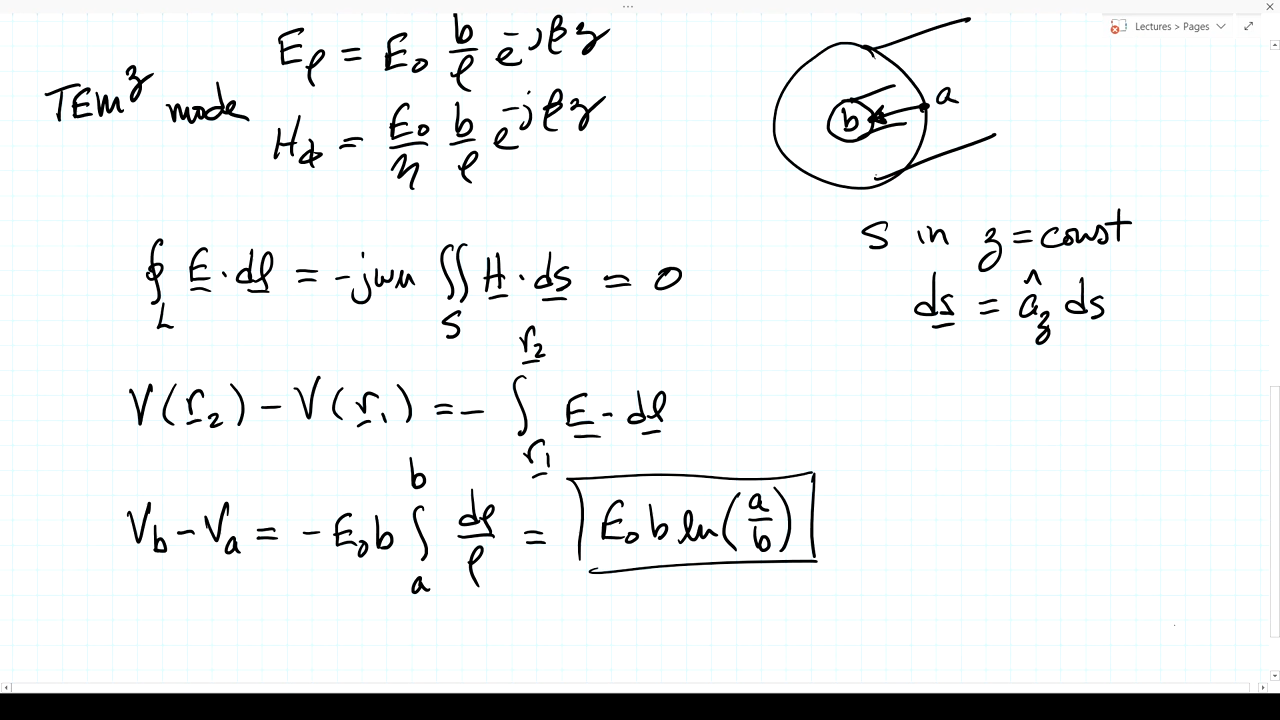 Lectures > Pages
E_ρ = E_0 b/ρ e^{-jβz}
TEM^z mode
H_ϕ = E_0/η b/ρ e^{-jβz}
a
b
∮_L E · dl = -jωμ ∬_S H · ds = 0
S in z = const
ds = â_z ds
V(r_2) - V(r_1) = - ∫_{r_1}^{r_2} E · dl
V_b - V_a = -E_0 b ∫_a^b dρ/ρ = E_0 b ln(a/b)